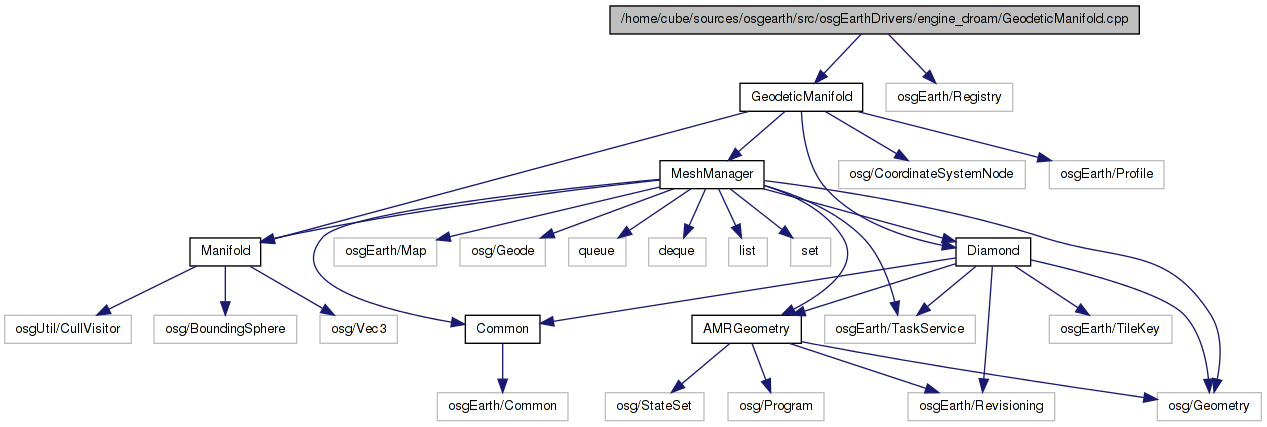 /home/cube/sources/osgearth/src/osgEarthDrivers/engine_droam/GeodeticManifold.cpp
GeodeticManifold
osgEarth/Registry
MeshManager
osg/CoordinateSystemNode
osgEarth/Profile
Manifold
osgEarth/Map
osg/Geode
queue
deque
list
set
Diamond
osgUtil/CullVisitor
osg/BoundingSphere
osg/Vec3
Common
AMRGeometry
osgEarth/TaskService
osgEarth/TileKey
osgEarth/Common
osg/StateSet
osg/Program
osgEarth/Revisioning
osg/Geometry